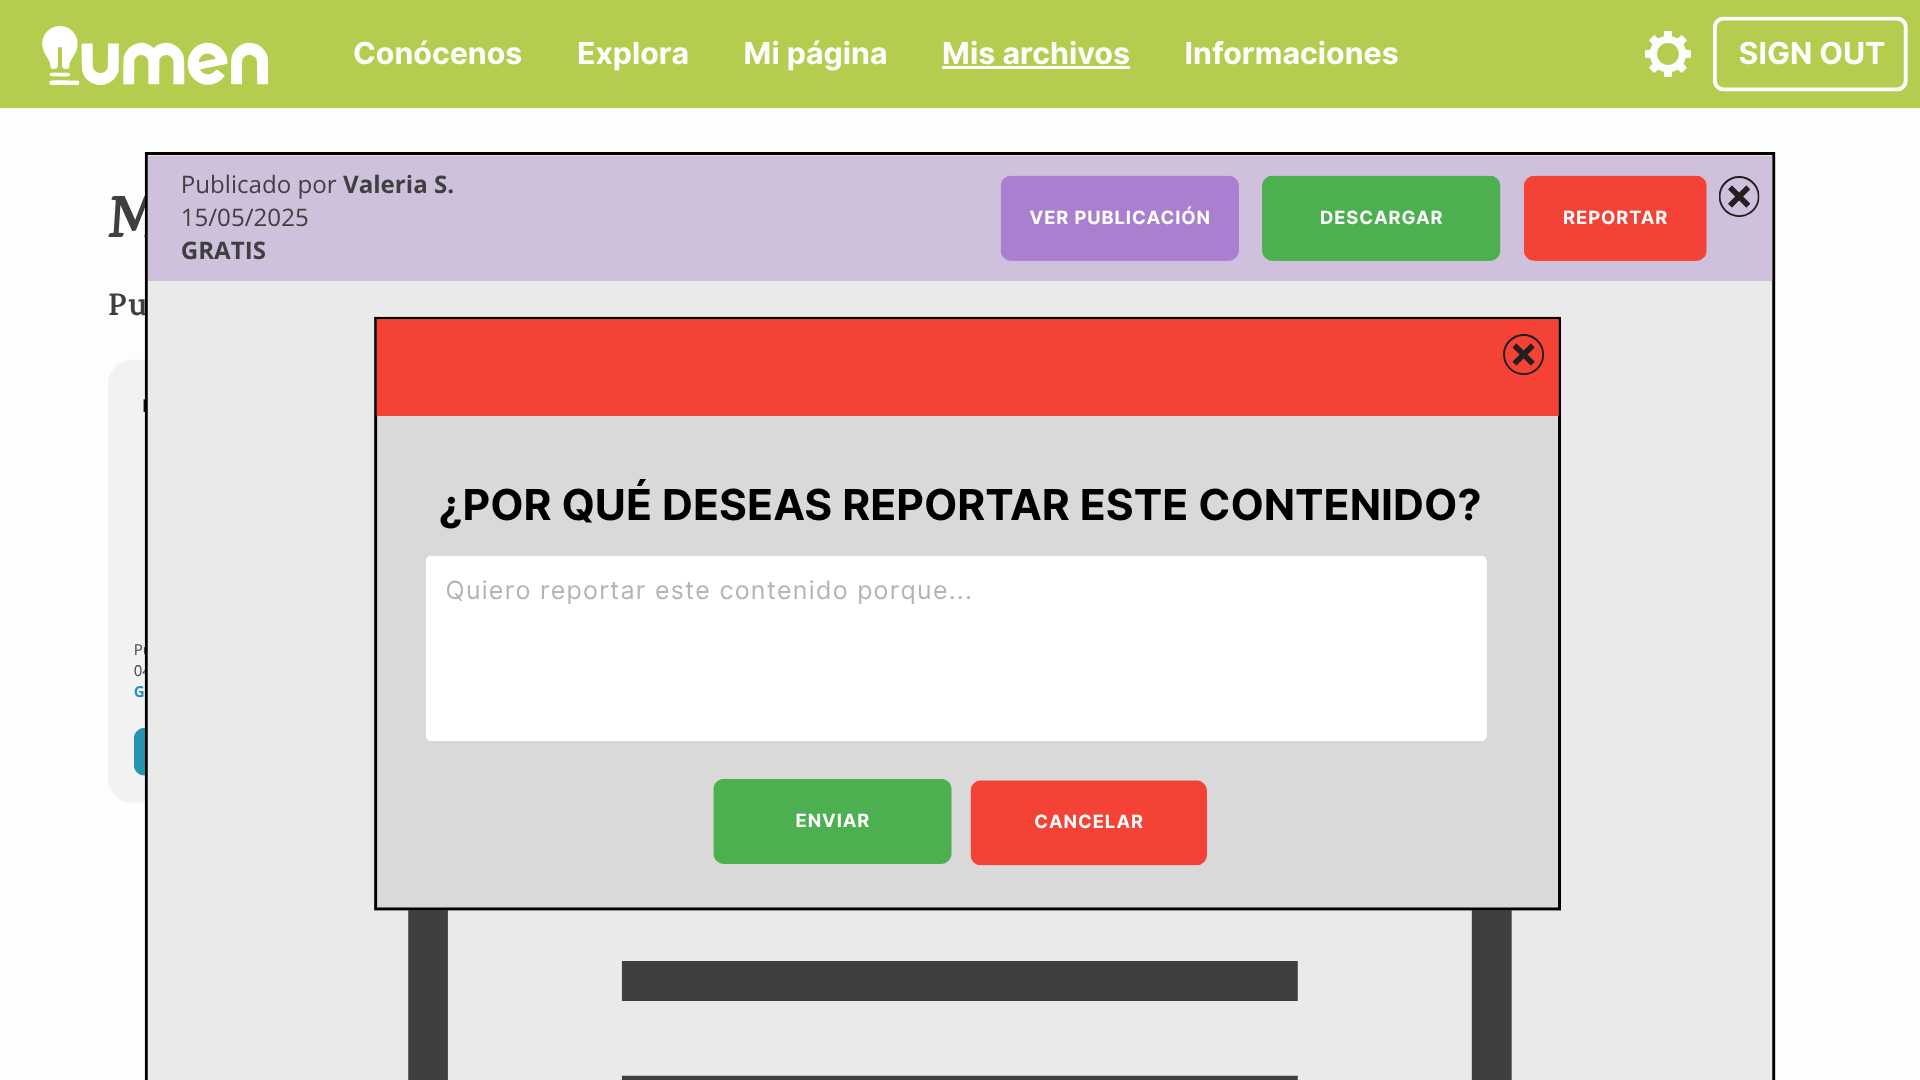 Lumen
Conócenos Explora Mi página Mis archivos Informaciones SIGN OUT
Publicado por Valeria S.
15/05/2025
GRATIS
VER PUBLICACIÓN DESCARGAR REPORTAR
¿POR QUÉ DESEAS REPORTAR ESTE CONTENIDO?
Quiero reportar este contenido porque...
ENVIAR CANCELAR